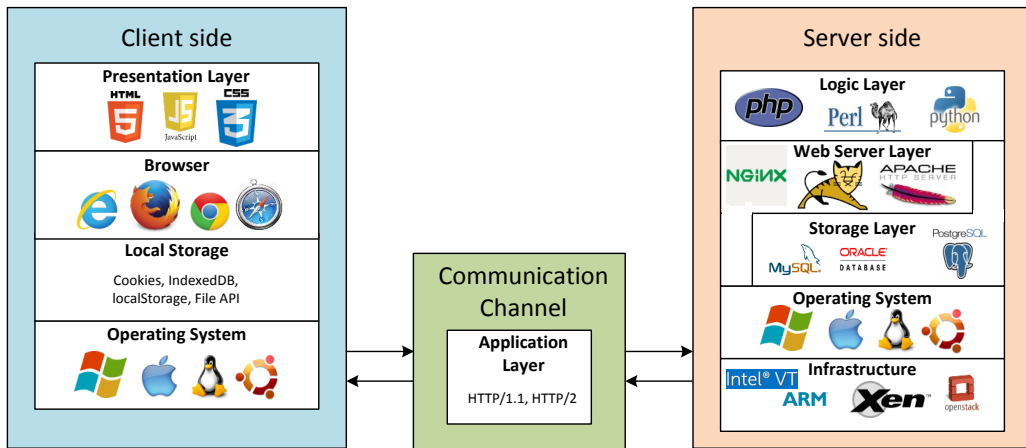 Client side
Presentation Layer
HTML
5
JS
JavaScript
CSS
3
Browser
Local Storage
Cookies, IndexedDB,
localStorage, File API
Operating System
Communication
Channel
Application
Layer
HTTP/1.1, HTTP/2
Server side
Logic Layer
php
Perl
python
Web Server Layer
NGINX
APACHE
HTTP SERVER
Storage Layer
PostgreSQL
MySQL®
ORACLE
DATABASE
Operating System
Infrastructure
Intel® VT
ARM
Xen™
openstack